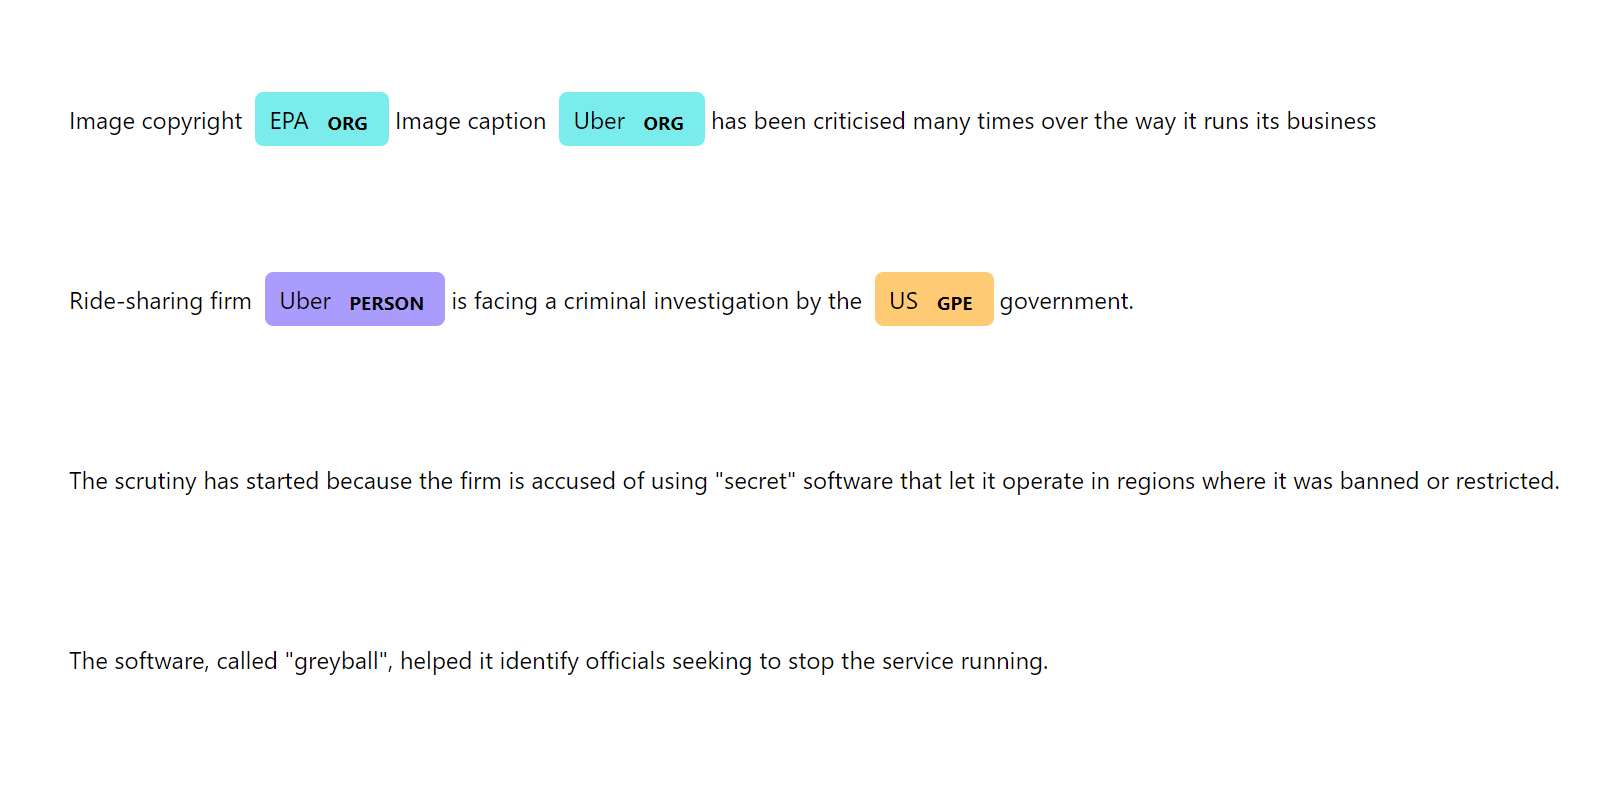 Image copyright EPA ORG Image caption Uber ORG has been criticised many times over the way it runs its business
Ride-sharing firm Uber PERSON is facing a criminal investigation by the US GPE government.
The scrutiny has started because the firm is accused of using "secret" software that let it operate in regions where it was banned or restricted.
The software, called "greyball", helped it identify officials seeking to stop the service running.